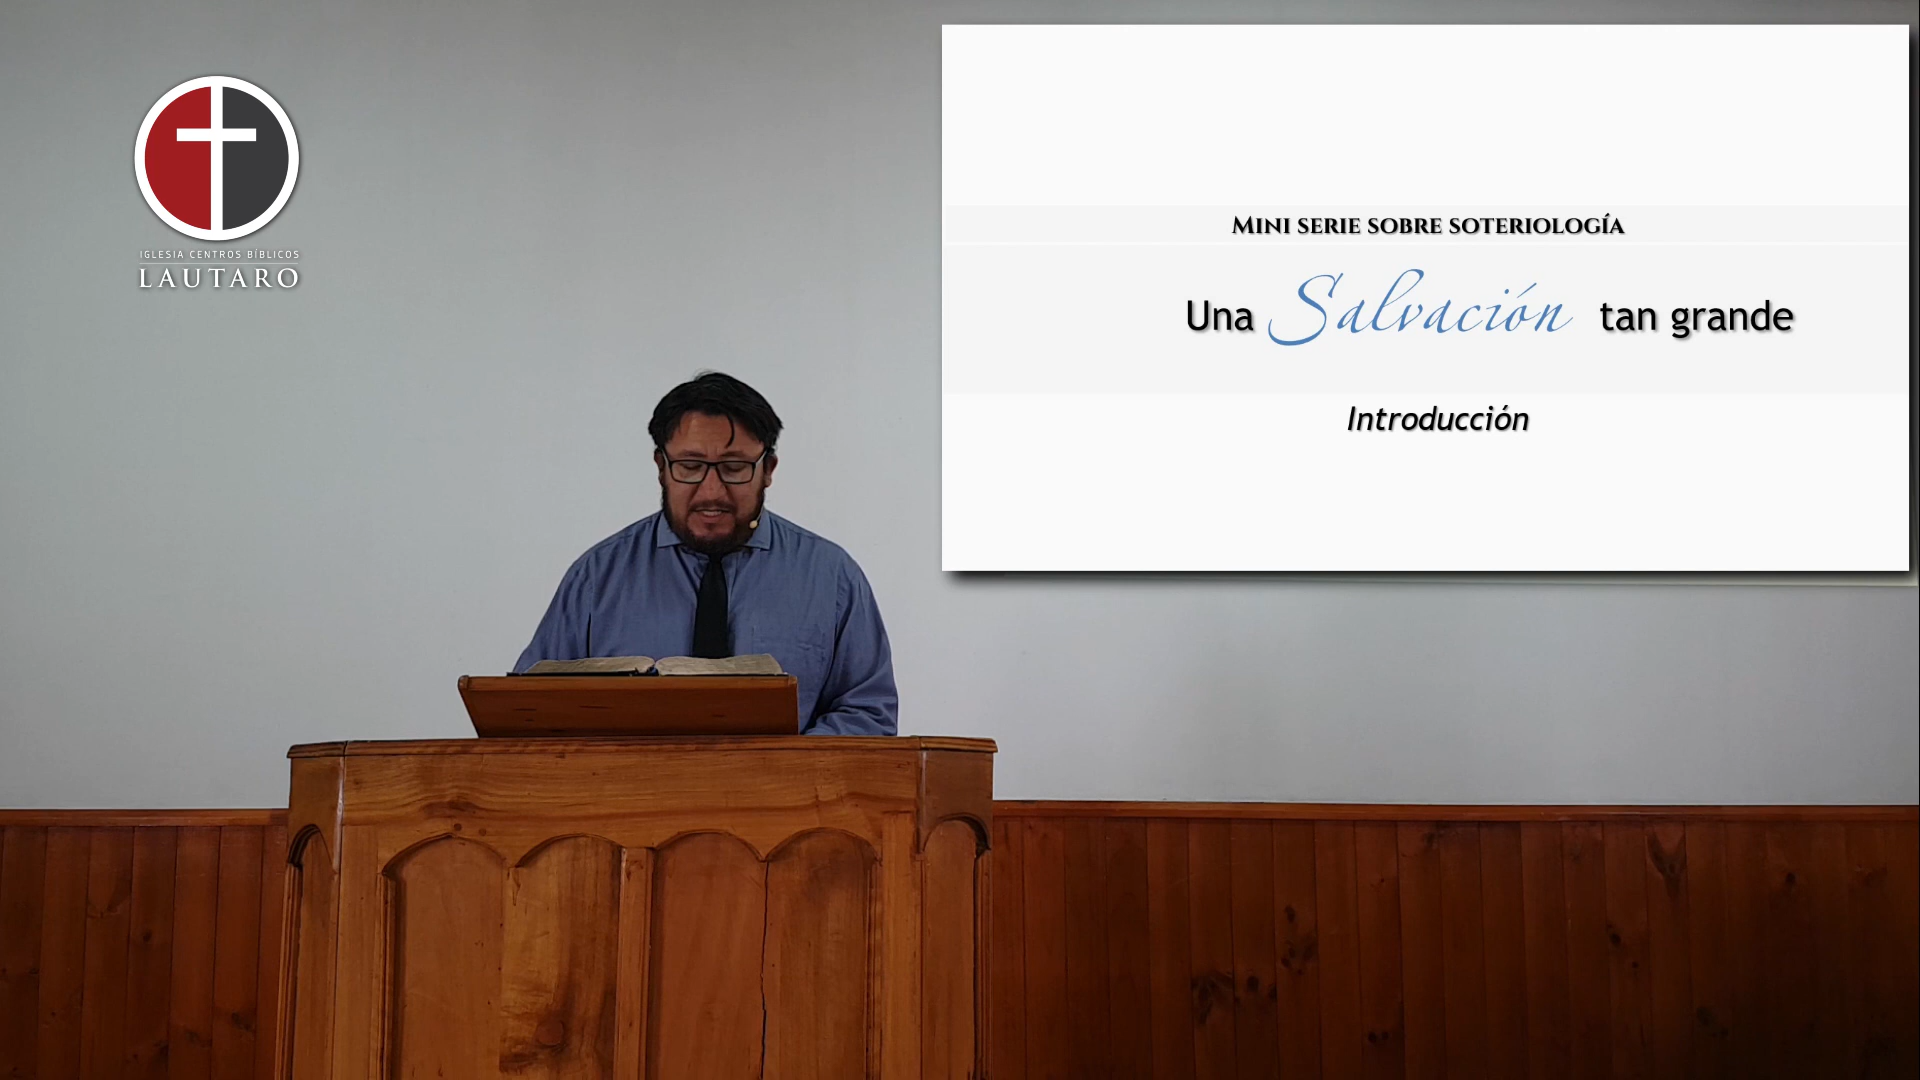 IGLESIA CENTROS BÍBLICOS
LAUTARO
Mini serie sobre soteriología
Una Salvación tan grande
Introducción